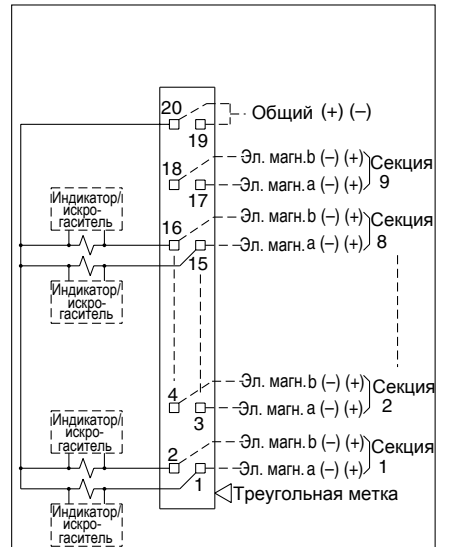 20
Общий (+) (–)
19
18
Эл. магн. b (–) (+)
Секция
17
Эл. магн. a (–) (+)
9
Индикатор/
искро-
гаситель
16
Эл. магн. b (–) (+)
Секция
15
Эл. магн. a (–) (+)
8
Индикатор/
искро-
гаситель
4
Эл. магн. b (–) (+)
Секция
3
Эл. магн. a (–) (+)
2
Индикатор/
искро-
гаситель
2
Эл. магн. b (–) (+)
Секция
1
Эл. магн. a (–) (+)
1
Треугольная метка
Индикатор/
искро-
гаситель